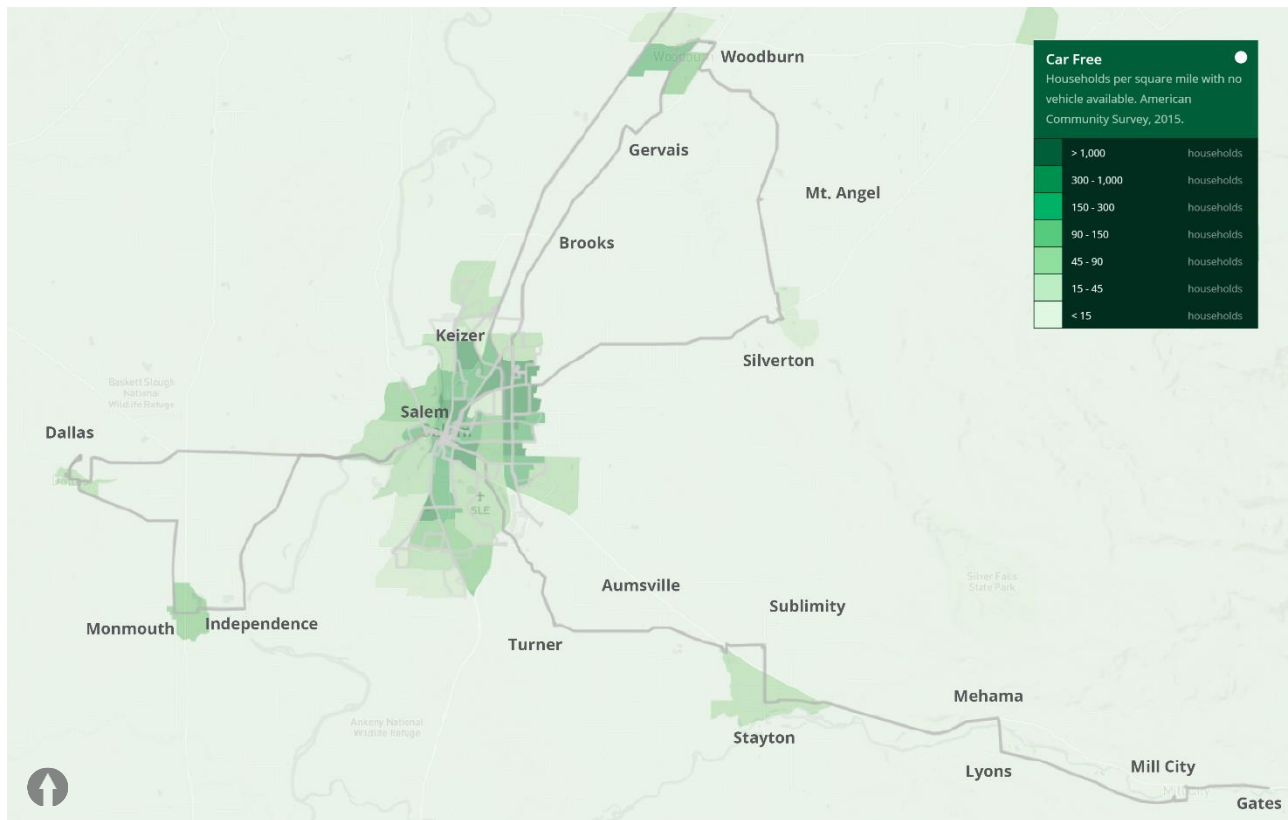 Woodburn
Woodburn
Gervais
Mt. Angel
Brooks
Keizer
Silverton
Baskett Slough
National
Wildlife Refuge
Salem
Dallas
SLE
Aumsville
Silver Falls
State Park
Sublimity
Monmouth
Independence
Turner
Ankeny National
Wildlife Refuge
Stayton
Mehama
Lyons
Mill City
Gates
Car Free
Households per square mile with no
vehicle available. American
Community Survey, 2015.
> 1,000 households
300 - 1,000 households
150 - 300 households
90 - 150 households
45 - 90 households
15 - 45 households
< 15 households